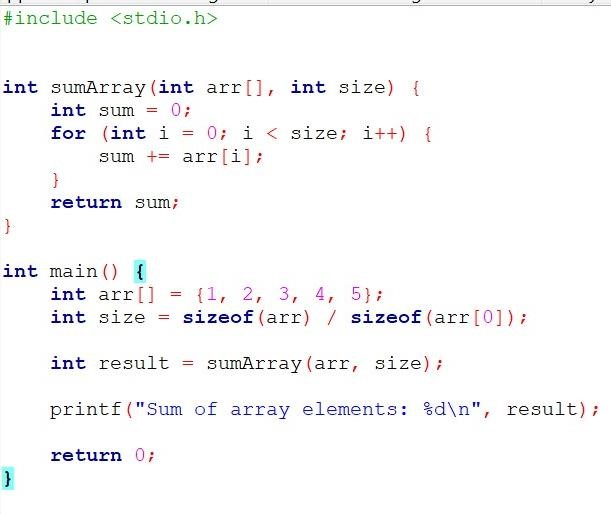 #include <stdio.h>
int sumArray(int arr[], int size) {
    int sum = 0;
    for (int i = 0; i < size; i++) {
        sum += arr[i];
    }
    return sum;
}
int main() {
    int arr[] = {1, 2, 3, 4, 5};
    int size = sizeof(arr) / sizeof(arr[0]);
    int result = sumArray(arr, size);
    printf("Sum of array elements: %d\n", result);
    return 0;
}